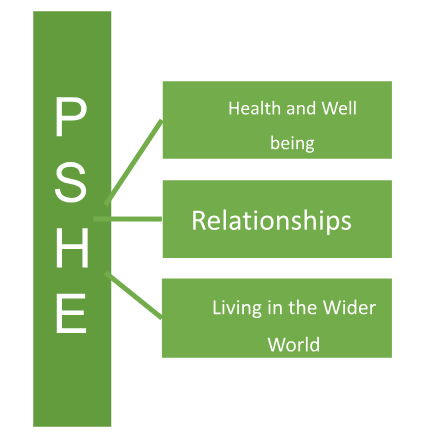 P
S
H
E
Health and Well
being
Relationships
Living in the Wider
World